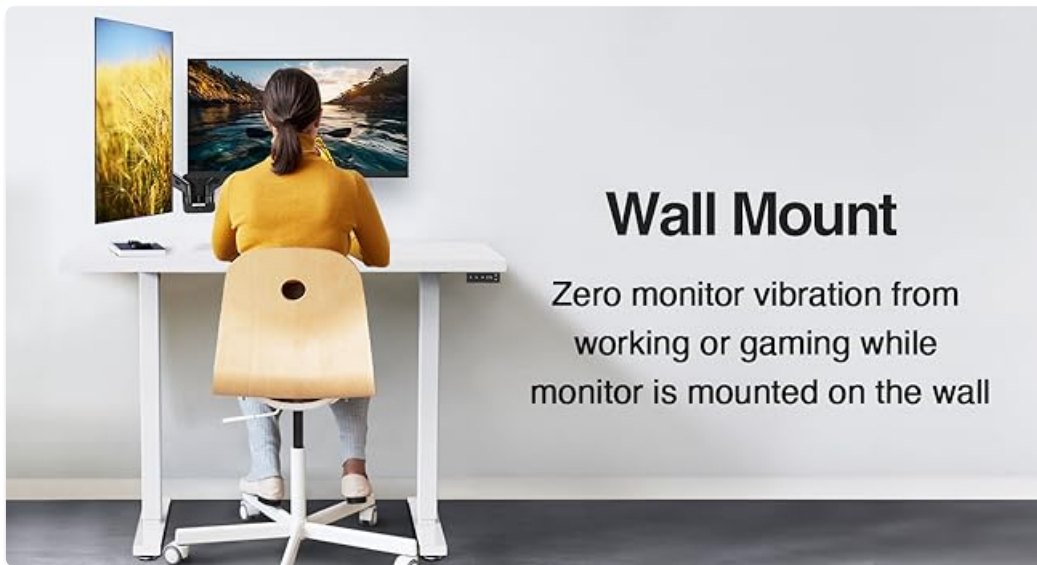 Wall Mount
Zero monitor vibration from
working or gaming while
monitor is mounted on the wall